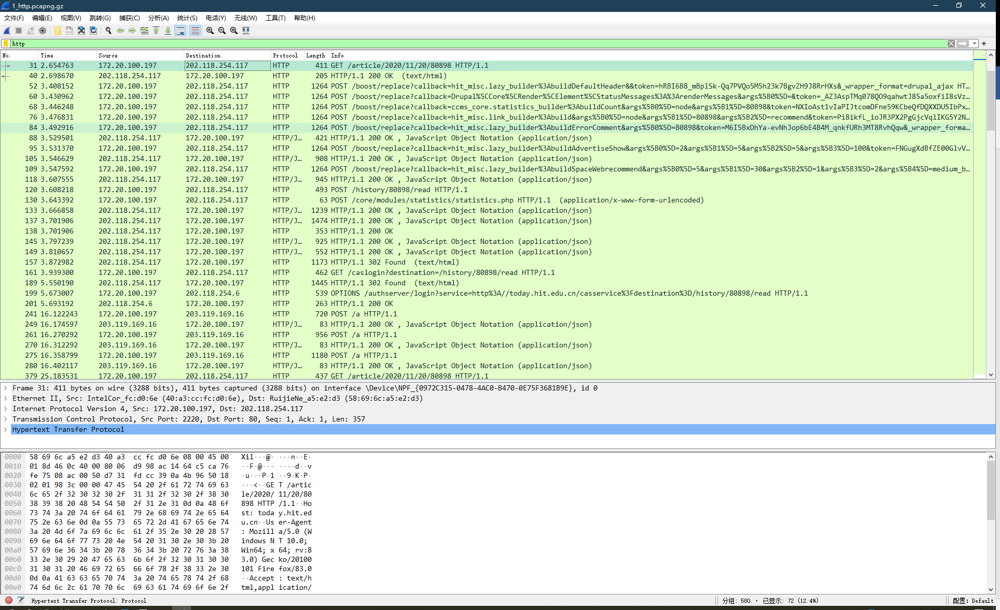 1_http.pcapng.gz
文件(F) 编辑(E) 视图(V) 跳转(G) 捕获(C) 分析(A) 统计(S) 电话(Y) 无线(W) 工具(T) 帮助(H)
http
No. Time Source Destination Protocol Length Info
31 2.654763 172.20.100.197 202.118.254.117 HTTP 411 GET /article/2020/11/20/80898 HTTP/1.1
40 2.698670 202.118.254.117 172.20.100.197 HTTP 205 HTTP/1.1 200 OK (text/html)
52 3.408152 172.20.100.197 202.118.254.117 HTTP 1264 POST /boost/replace?callback=hit_misc.lazy_builder%3AbuildDefaultHeader&&token=hRBI6B8_mBplSk-Qq7PVQo5M5h23k7BgvZH9J8RrHXs&_wrapper_format=drupal_ajax HT…
60 3.430962 172.20.100.197 202.118.254.117 HTTP 1264 POST /boost/replace?callback=Drupal%5CCore%5CRender%5CElement%5CStatusMessages%3A%3ArenderMessages&args%5B0%5D=&token=_AZ3AspTMq078QO9qahwtJ85a5oxfiI8sVz…
68 3.446248 172.20.100.197 202.118.254.117 HTTP 1264 POST /boost/replace?callback=ccms_core.statistics_builder%3AbuildCount&args%5B0%5D=node&args%5B1%5D=80898&token=NXIoAst1vIaPIJtcomDFne59KCbeQfDQXXDUSIbPx…
76 3.476831 172.20.100.197 202.118.254.117 HTTP 1264 POST /boost/replace?callback=hit_misc.link_builder%3Abuild&args%5B0%5D=node&args%5B1%5D=80898&args%5B2%5D=recommend&token=Pi8ikfL_ioJR3PX2PgGjcVqlIKG5Y2N…
84 3.492916 172.20.100.197 202.118.254.117 HTTP 1264 POST /boost/replace?callback=hit_misc.lazy_builder%3AbuildErrorComment&args%5B0%5D=80898&token=M6I5BxDhYa-evNhJop6bE4B4M_qnkfURh3MT8RvhQqw&_wrapper_forma…
88 3.529501 202.118.254.117 172.20.100.197 HTTP/J… 421 HTTP/1.1 200 OK , JavaScript Object Notation (application/json)
95 3.531370 172.20.100.197 202.118.254.117 HTTP 1264 POST /boost/replace?callback=hit_misc.lazy_builder%3AbuildAdvertiseShow&args%5B0%5D=2&args%5B1%5D=5&args%5B2%5D=5&args%5B3%5D=100&token=FNGugXdBfZE00GlvV…
105 3.546629 202.118.254.117 172.20.100.197 HTTP/J… 908 HTTP/1.1 200 OK , JavaScript Object Notation (application/json)
109 3.547592 172.20.100.197 202.118.254.117 HTTP 1264 POST /boost/replace?callback=hit_misc.lazy_builder%3AbuildSpaceWebrecommend&args%5B0%5D=5&args%5B1%5D=30&args%5B2%5D=1&args%5B3%5D=2&args%5B4%5D=medium_b…
118 3.607555 202.118.254.117 172.20.100.197 HTTP/J… 945 HTTP/1.1 200 OK , JavaScript Object Notation (application/json)
120 3.608218 172.20.100.197 202.118.254.117 HTTP 493 POST /history/80898/read HTTP/1.1
130 3.643392 172.20.100.197 202.118.254.117 HTTP 63 POST /core/modules/statistics/statistics.php HTTP/1.1 (application/x-www-form-urlencoded)
133 3.666858 202.118.254.117 172.20.100.197 HTTP/J… 1239 HTTP/1.1 200 OK , JavaScript Object Notation (application/json)
137 3.701906 202.118.254.117 172.20.100.197 HTTP/J… 1474 HTTP/1.1 200 OK , JavaScript Object Notation (application/json)
138 3.701906 202.118.254.117 172.20.100.197 HTTP 353 HTTP/1.1 200 OK
145 3.797239 202.118.254.117 172.20.100.197 HTTP/J… 925 HTTP/1.1 200 OK , JavaScript Object Notation (application/json)
149 3.810657 202.118.254.117 172.20.100.197 HTTP/J… 552 HTTP/1.1 200 OK , JavaScript Object Notation (application/json)
157 3.872982 202.118.254.117 172.20.100.197 HTTP 1173 HTTP/1.1 302 Found (text/html)
161 3.939300 172.20.100.197 202.118.254.117 HTTP 462 GET /caslogin?destination=/history/80898/read HTTP/1.1
189 5.550190 202.118.254.117 172.20.100.197 HTTP 1445 HTTP/1.1 302 Found (text/html)
199 5.673007 172.20.100.197 202.118.254.6 HTTP 539 OPTIONS /authserver/login?service=http%3A//today.hit.edu.cn/casservice%3Fdestination%3D/history/80898/read HTTP/1.1
201 5.693192 202.118.254.6 172.20.100.197 HTTP 263 HTTP/1.1 200 OK
241 16.122243 172.20.100.197 203.119.169.16 HTTP 720 POST /a HTTP/1.1
249 16.174597 203.119.169.16 172.20.100.197 HTTP/J… 83 HTTP/1.1 200 OK , JavaScript Object Notation (application/json)
261 16.270292 172.20.100.197 203.119.169.16 HTTP 956 POST /a HTTP/1.1
270 16.312292 203.119.169.16 172.20.100.197 HTTP/J… 83 HTTP/1.1 200 OK , JavaScript Object Notation (application/json)
275 16.358799 172.20.100.197 203.119.169.16 HTTP 1180 POST /a HTTP/1.1
280 16.402117 203.119.169.16 172.20.100.197 HTTP/J… 83 HTTP/1.1 200 OK , JavaScript Object Notation (application/json)
379 25.183531 172.20.100.197 202.118.254.117 HTTP 437 GET /article/2020/11/20/80898 HTTP/1.1
Frame 31: 411 bytes on wire (3288 bits), 411 bytes captured (3288 bits) on interface \Device\NPF_{0972C315-0478-4AC0-B470-0E75F3681B9E}, id 0
Ethernet II, Src: IntelCor_fc:d0:6e (40:a3:cc:fc:d0:6e), Dst: RuijieNe_a5:e2:d3 (58:69:6c:a5:e2:d3)
Internet Protocol Version 4, Src: 172.20.100.197, Dst: 202.118.254.117
Transmission Control Protocol, Src Port: 2220, Dst Port: 80, Seq: 1, Ack: 1, Len: 357
Hypertext Transfer Protocol
0000 58 69 6c a5 e2 d3 40 a3 cc fc d0 6e 08 00 45 00 Xil···@· ···n··E·
0010 01 8d 46 0c 40 00 80 06 d9 98 ac 14 64 c5 ca 76 ··F·@··· ····d··v
0020 fe 75 08 ac 00 50 d7 31 fd cc 39 0a 4b 96 50 18 ·u···P·1 ··9·K·P·
0030 02 01 98 3c 00 00 47 45 54 20 2f 61 72 74 69 63 ···<··GE T /artic
0040 6c 65 2f 32 30 32 30 2f 31 31 2f 32 30 2f 38 30 le/2020/ 11/20/80
0050 38 39 38 20 48 54 54 50 2f 31 2e 31 0d 0a 48 6f 898 HTTP /1.1··Ho
0060 73 74 3a 20 74 6f 64 61 79 2e 68 69 74 2e 65 64 st: toda y.hit.ed
0070 75 2e 63 6e 0d 0a 55 73 65 72 2d 41 67 65 6e 74 u.cn··Us er-Agent
0080 3a 20 4d 6f 7a 69 6c 6c 61 2f 35 2e 30 20 28 57 : Mozill a/5.0 (W
0090 69 6e 64 6f 77 73 20 4e 54 20 31 30 2e 30 3b 20 indows N T 10.0;
00a0 57 69 6e 36 34 3b 20 78 36 34 3b 20 72 76 3a 38 Win64; x 64; rv:8
00b0 33 2e 30 29 20 47 65 63 6b 6f 2f 32 30 31 30 30 3.0) Gec ko/20100
00c0 31 30 31 20 46 69 72 65 66 6f 78 2f 38 33 2e 30 101 Fire fox/83.0
00d0 0d 0a 41 63 63 65 70 74 3a 20 74 65 78 74 2f 68 ··Accept : text/h
00e0 74 6d 6c 2c 61 70 70 6c 69 63 61 74 69 6f 6e 2f tml,appl ication/
Hypertext Transfer Protocol: Protocol 分组: 580 · 已显示: 72 (12.4%) 配置: Default